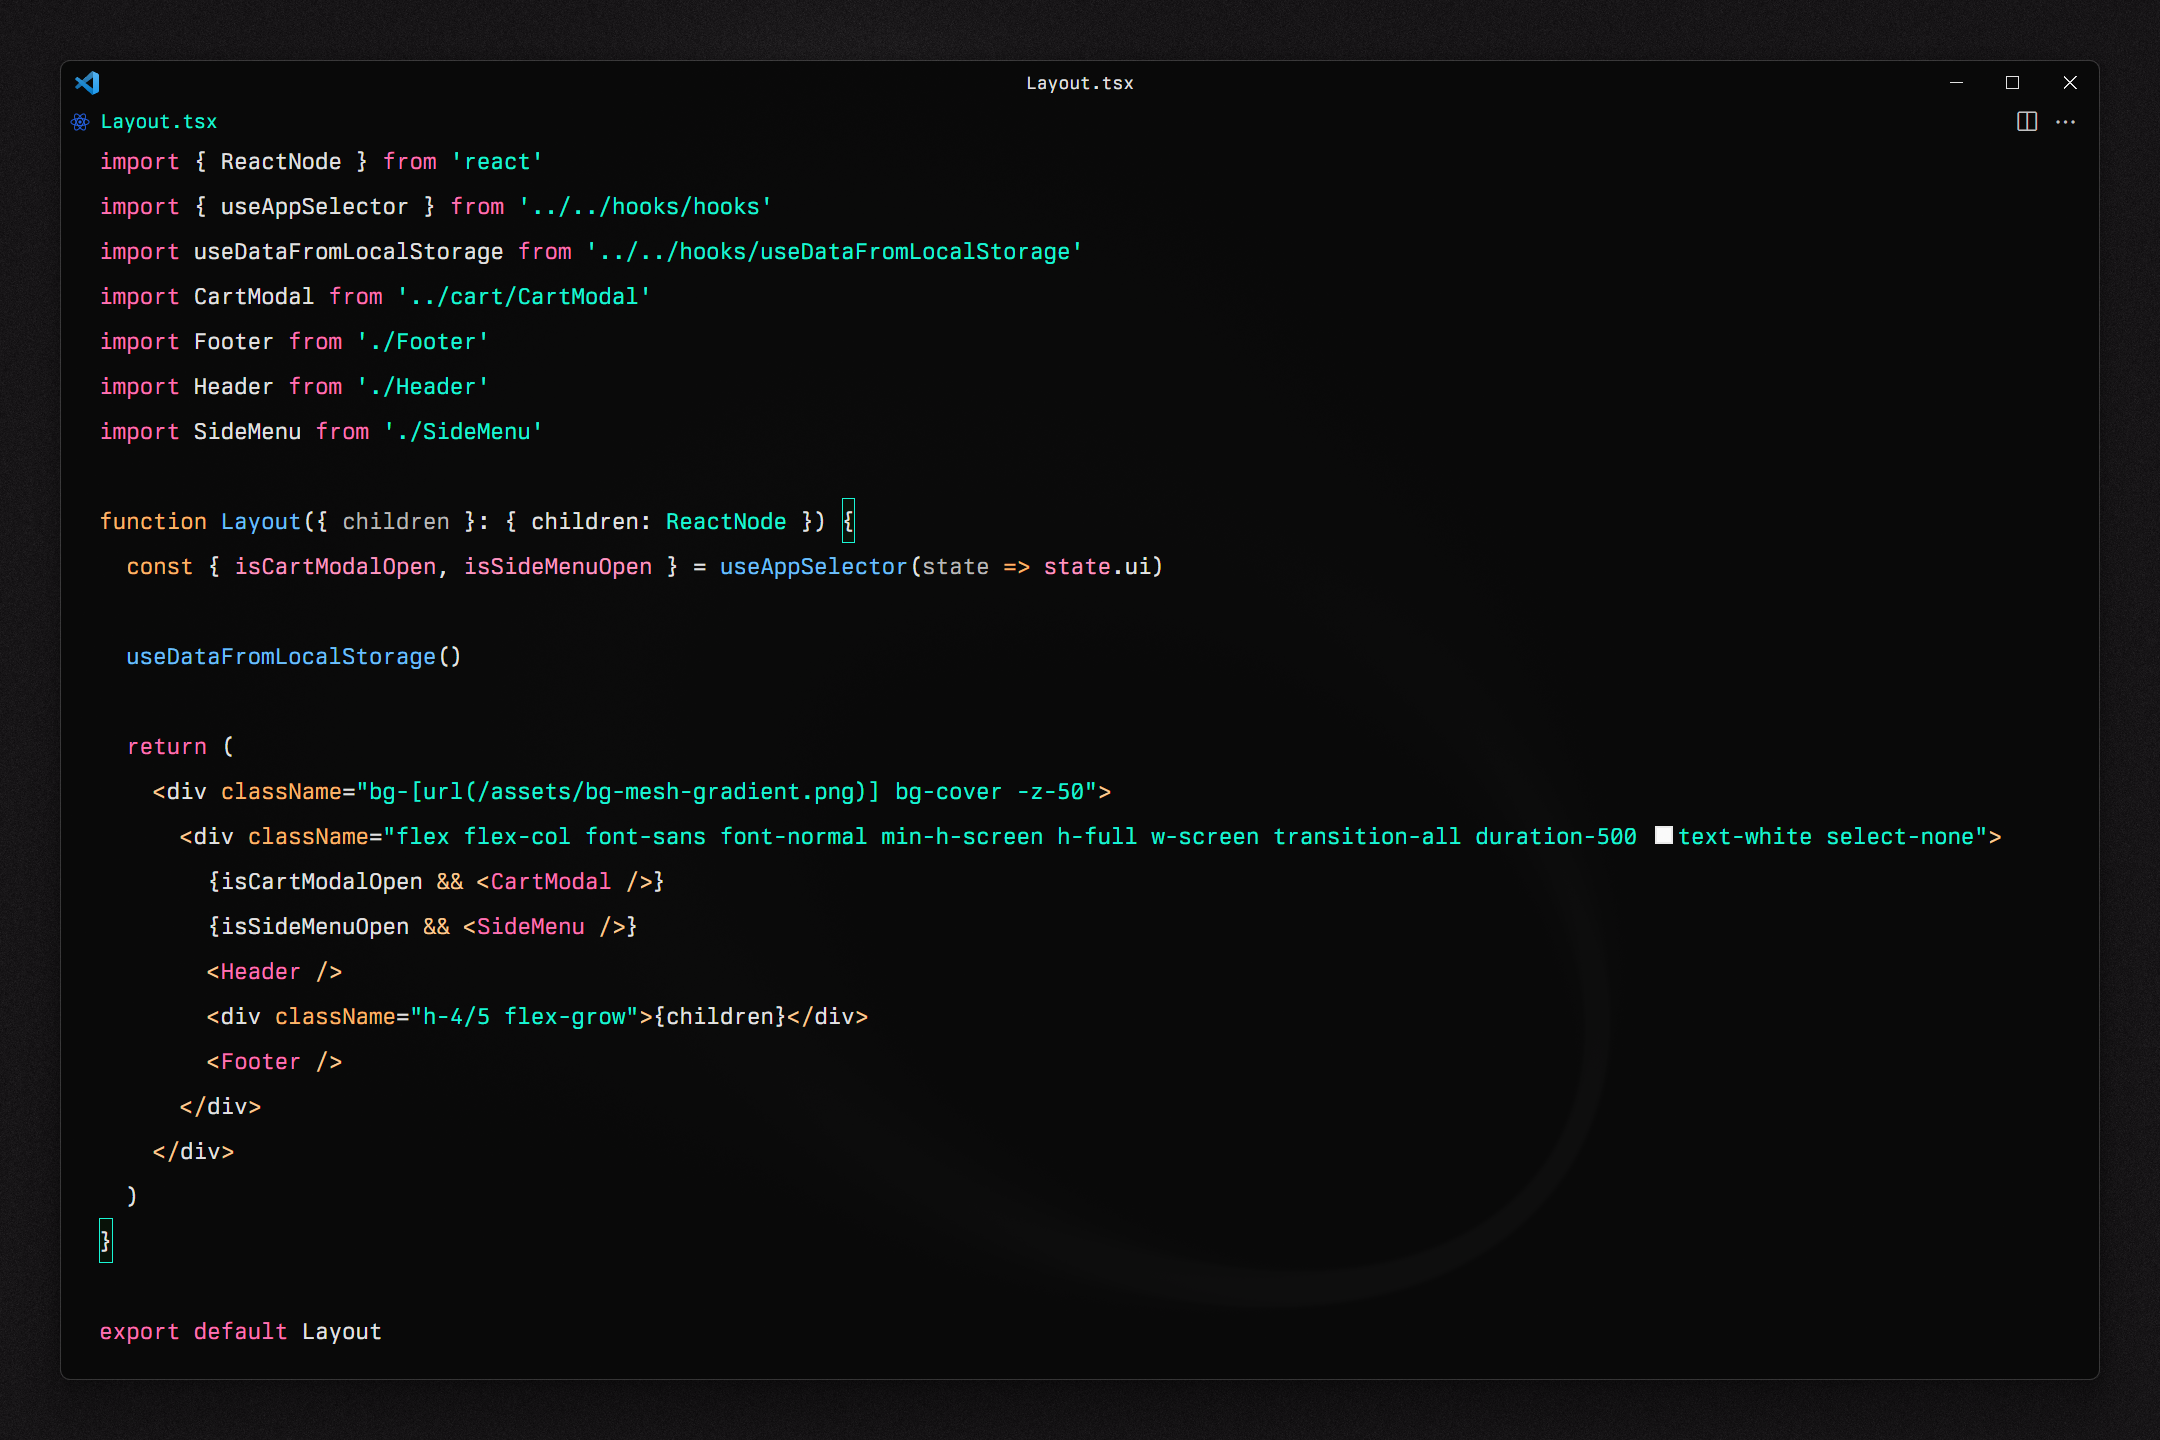 Layout.tsx
Layout.tsx
import { ReactNode } from 'react'
import { useAppSelector } from '../../hooks/hooks'
import useDataFromLocalStorage from '../../hooks/useDataFromLocalStorage'
import CartModal from '../cart/CartModal'
import Footer from './Footer'
import Header from './Header'
import SideMenu from './SideMenu'
function Layout({ children }: { children: ReactNode }) {
  const { isCartModalOpen, isSideMenuOpen } = useAppSelector(state => state.ui)
  useDataFromLocalStorage()
  return (
    <div className="bg-[url(/assets/bg-mesh-gradient.png)] bg-cover -z-50">
      <div className="flex flex-col font-sans font-normal min-h-screen h-full w-screen transition-all duration-500 text-white select-none">
        {isCartModalOpen && <CartModal />}
        {isSideMenuOpen && <SideMenu />}
        <Header />
        <div className="h-4/5 flex-grow">{children}</div>
        <Footer />
      </div>
    </div>
  )
}
export default Layout